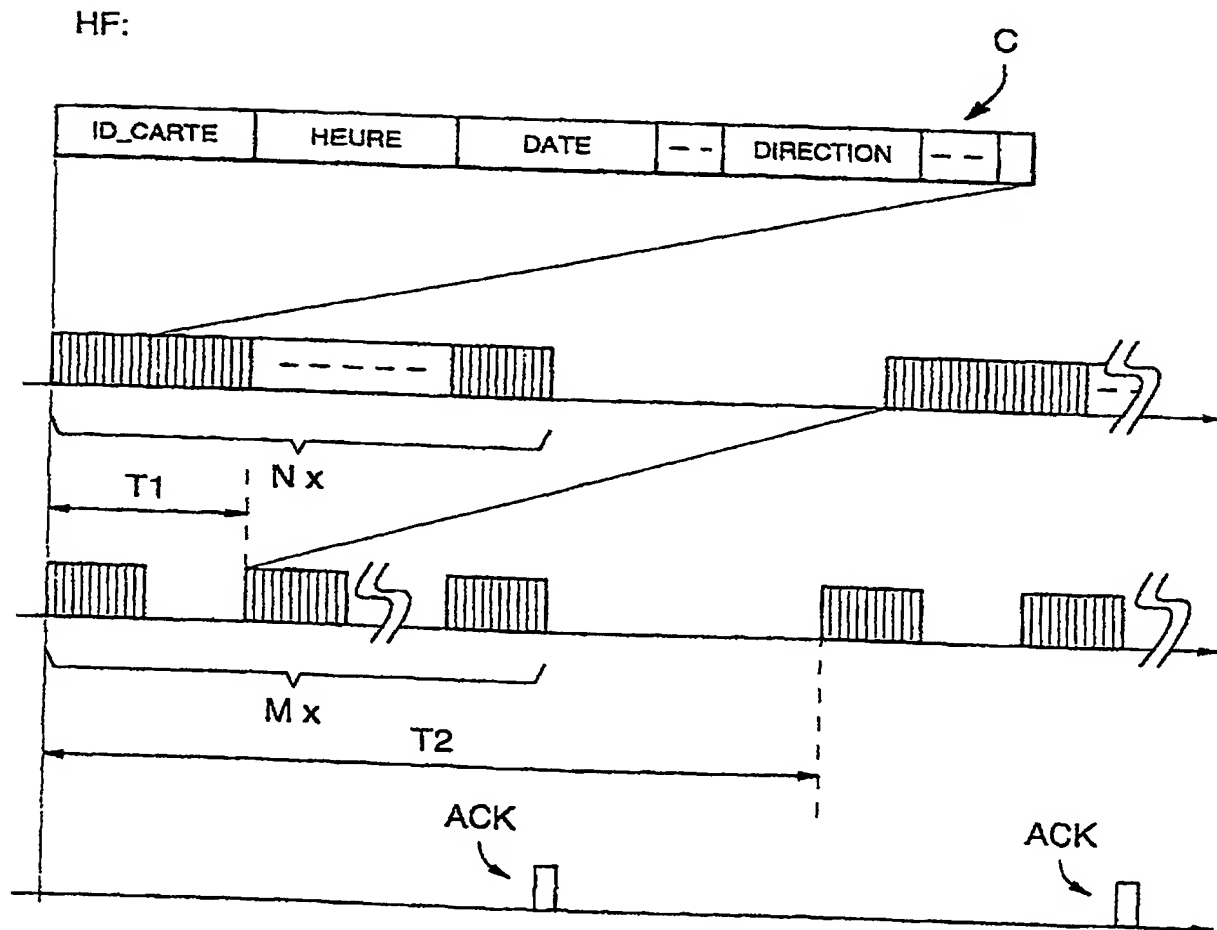 HF:
C
ID_CARTE HEURE DATE -- DIRECTION --
-----
--
N x
T1
M x
T2
ACK
ACK